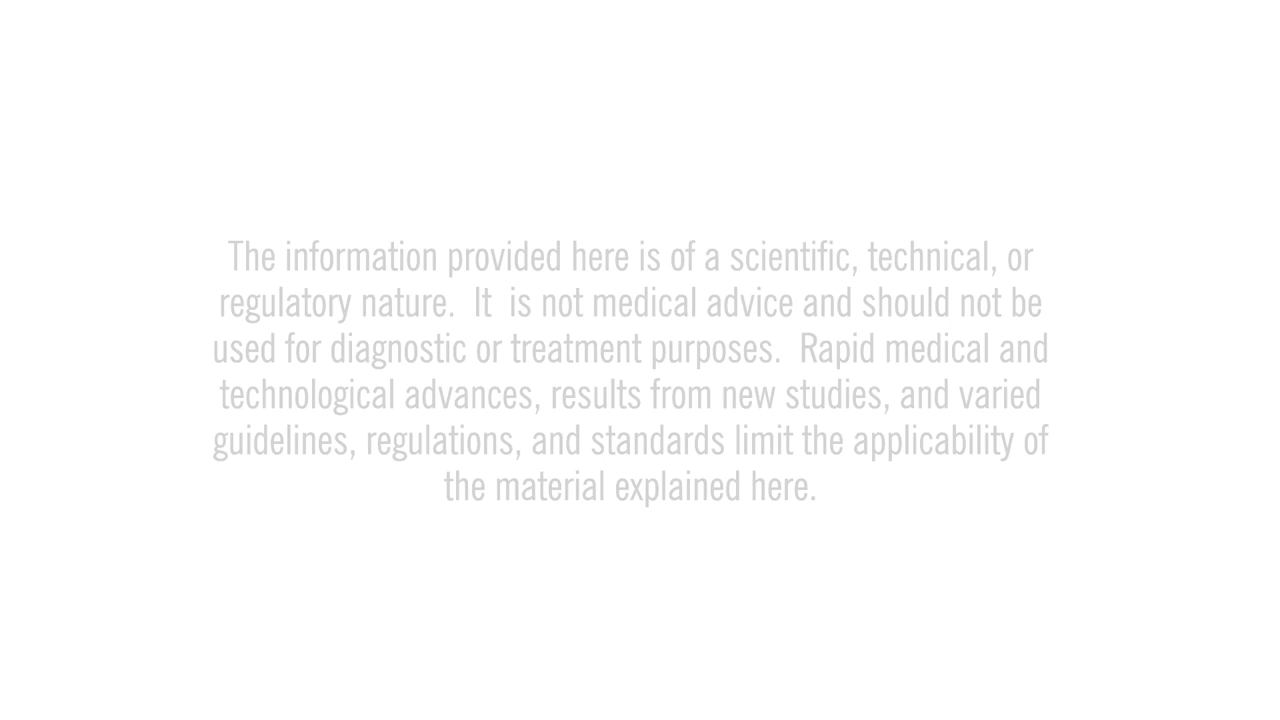 The information provided here is of a scientific, technical, or
regulatory nature.  It  is not medical advice and should not be
used for diagnostic or treatment purposes.  Rapid medical and
technological advances, results from new studies, and varied
guidelines, regulations, and standards limit the applicability of
the material explained here.